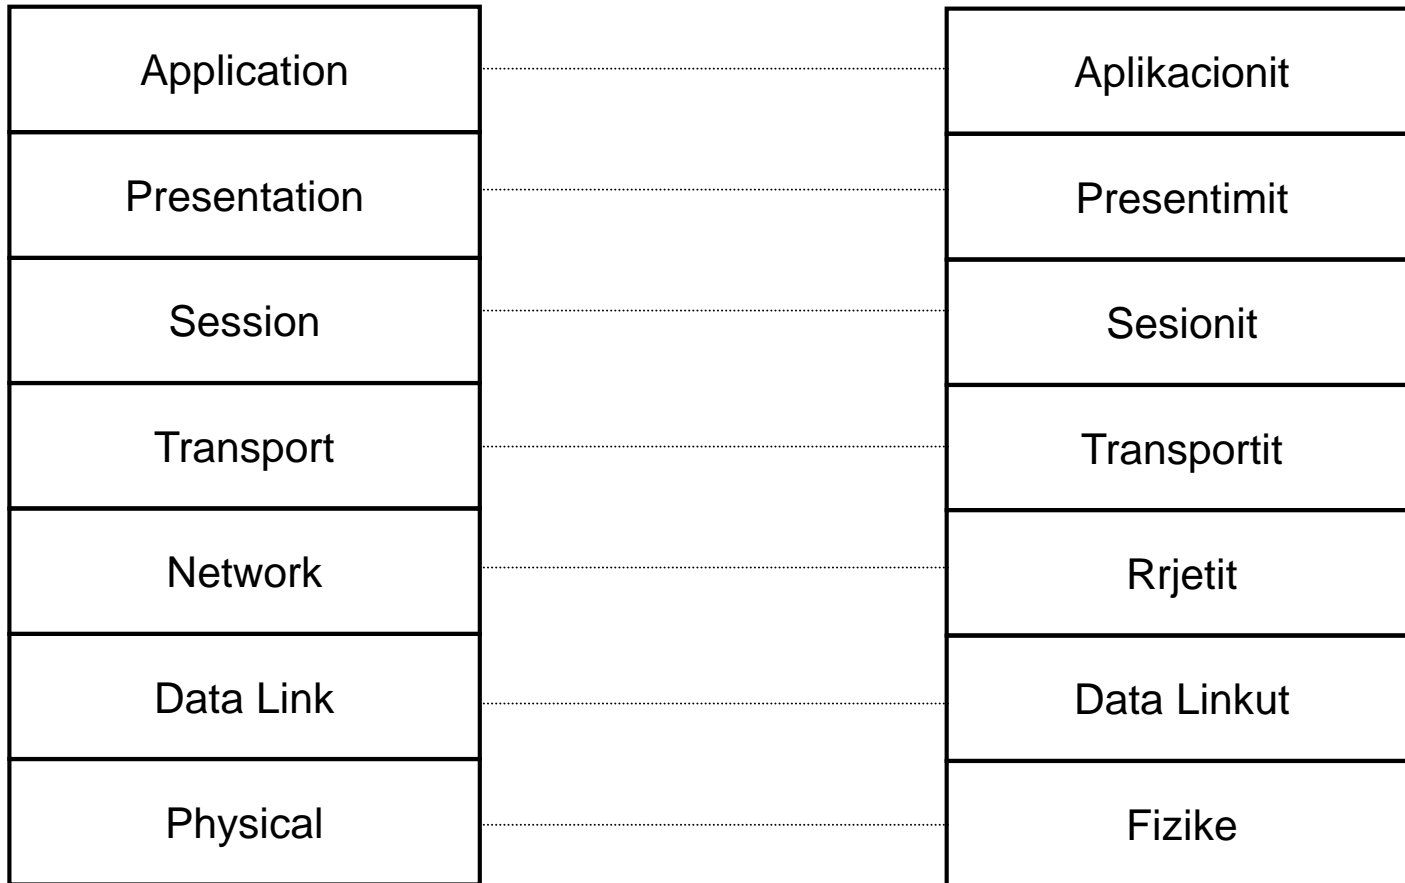 Application
Aplikacionit
Presentation
Presentimit
Session
Sesionit
Transport
Transportit
Network
Rrjetit
Data Link
Data Linkut
Physical
Fizike